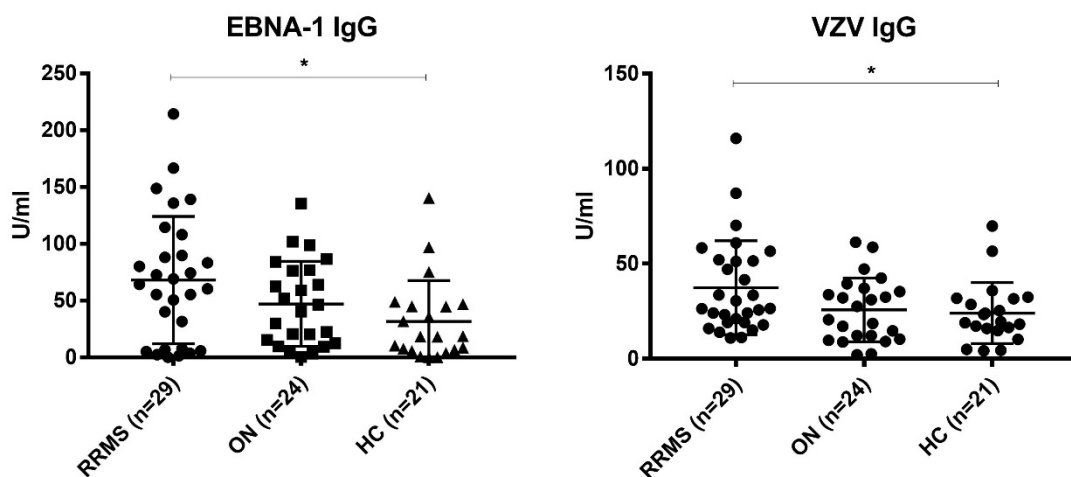 EBNA-1 IgG
*
250
200
150
100
50
0
U/ml
RRMS (n=29)
ON (n=24)
HC (n=21)
VZV IgG
*
150
100
50
0
U/ml
RRMS (n=29)
ON (n=24)
HC (n=21)